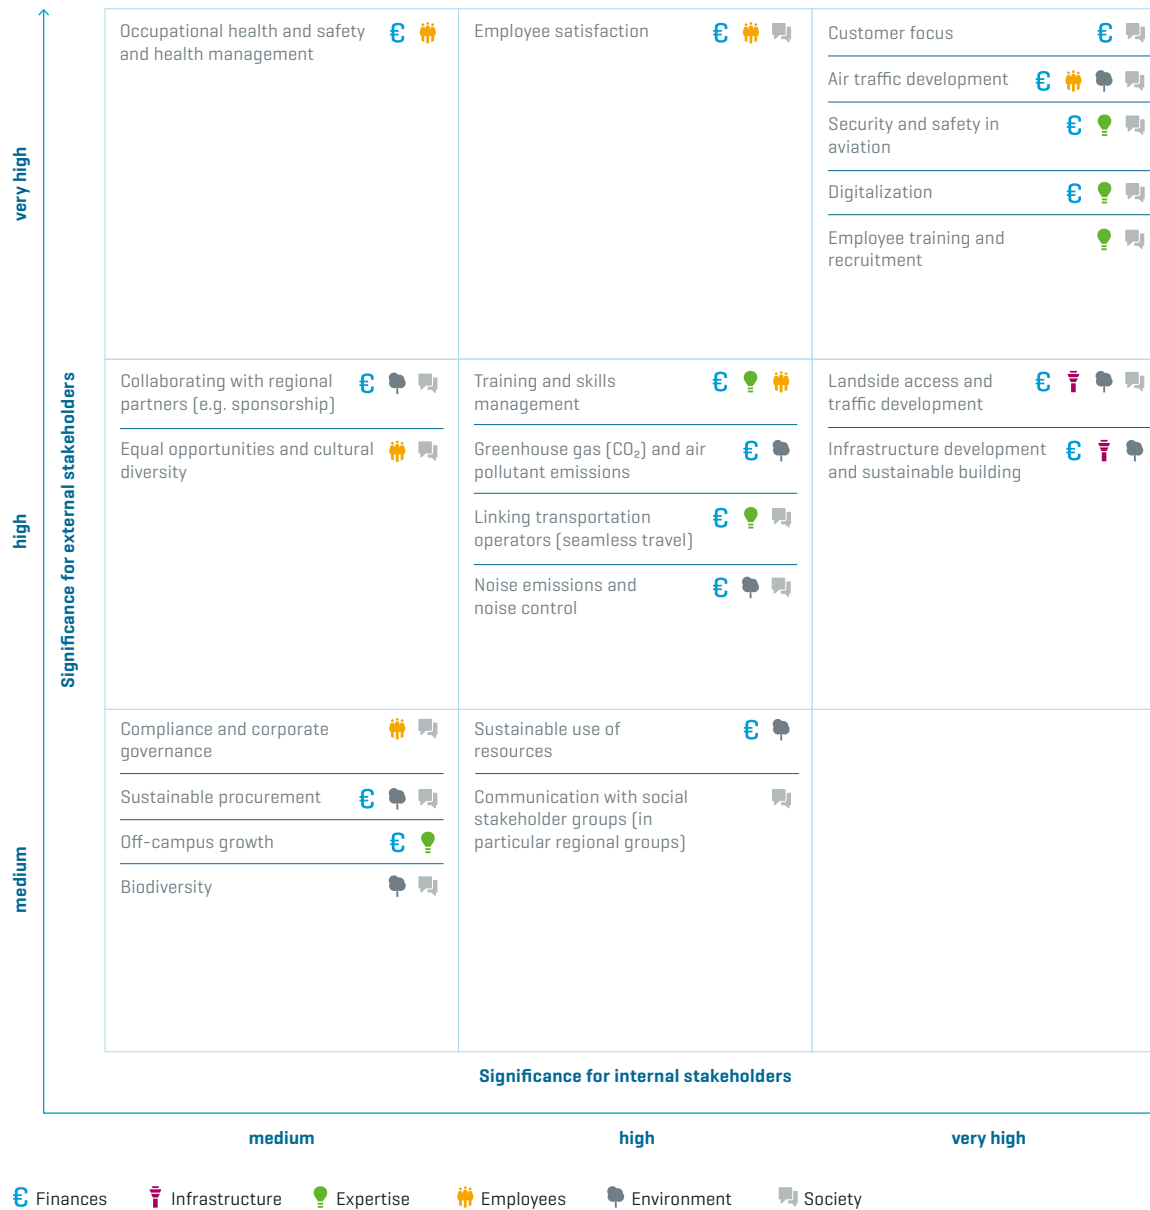 very high
Occupational health and safety
and health management
Employee satisfaction
Customer focus
Air traffic development
Security and safety in
aviation
Digitalization
Employee training and
recruitment
Significance for external stakeholders
high
Collaborating with regional
partners (e.g. sponsorship)
Equal opportunities and cultural
diversity
Training and skills
management
Greenhouse gas (CO₂) and air
pollutant emissions
Linking transportation
operators (seamless travel)
Noise emissions and
noise control
Landside access and
traffic development
Infrastructure development
and sustainable building
medium
Compliance and corporate
governance
Sustainable procurement
Off-campus growth
Biodiversity
Sustainable use of
resources
Communication with social
stakeholder groups (in
particular regional groups)
Significance for internal stakeholders
medium
high
very high
€ Finances
Infrastructure
Expertise
Employees
Environment
Society